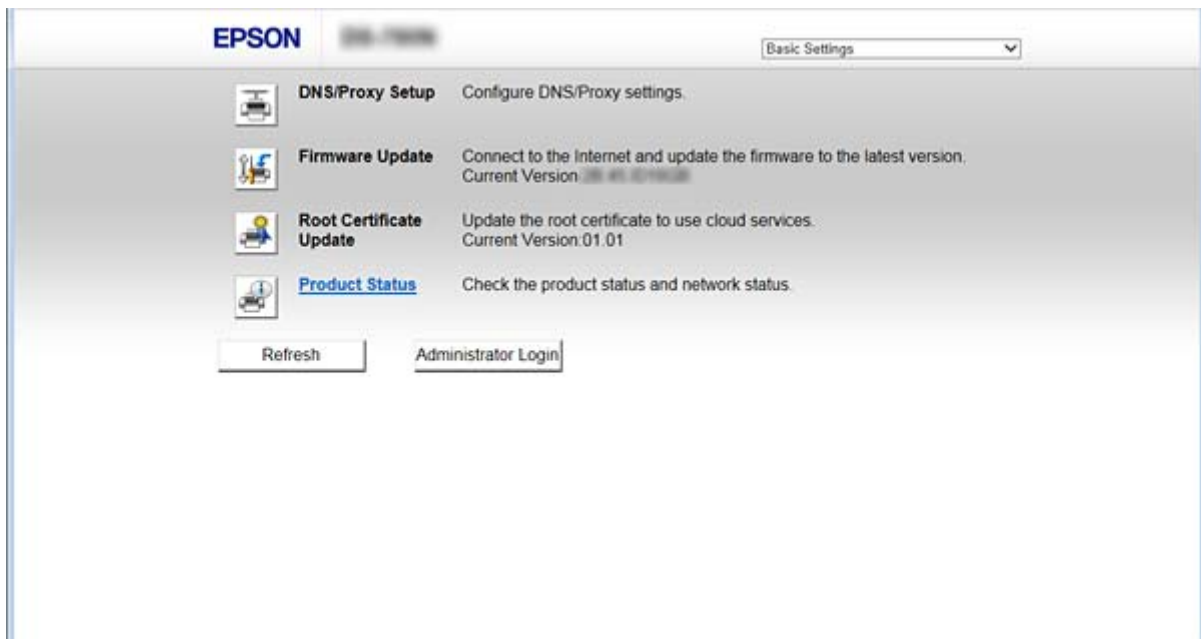 EPSON
Basic Settings
DNS/Proxy Setup
Configure DNS/Proxy settings.
Firmware Update
Connect to the Internet and update the firmware to the latest version.
Current Version:
Root Certificate
Update
Update the root certificate to use cloud services.
Current Version:01.01
Product Status
Check the product status and network status.
Refresh
Administrator Login